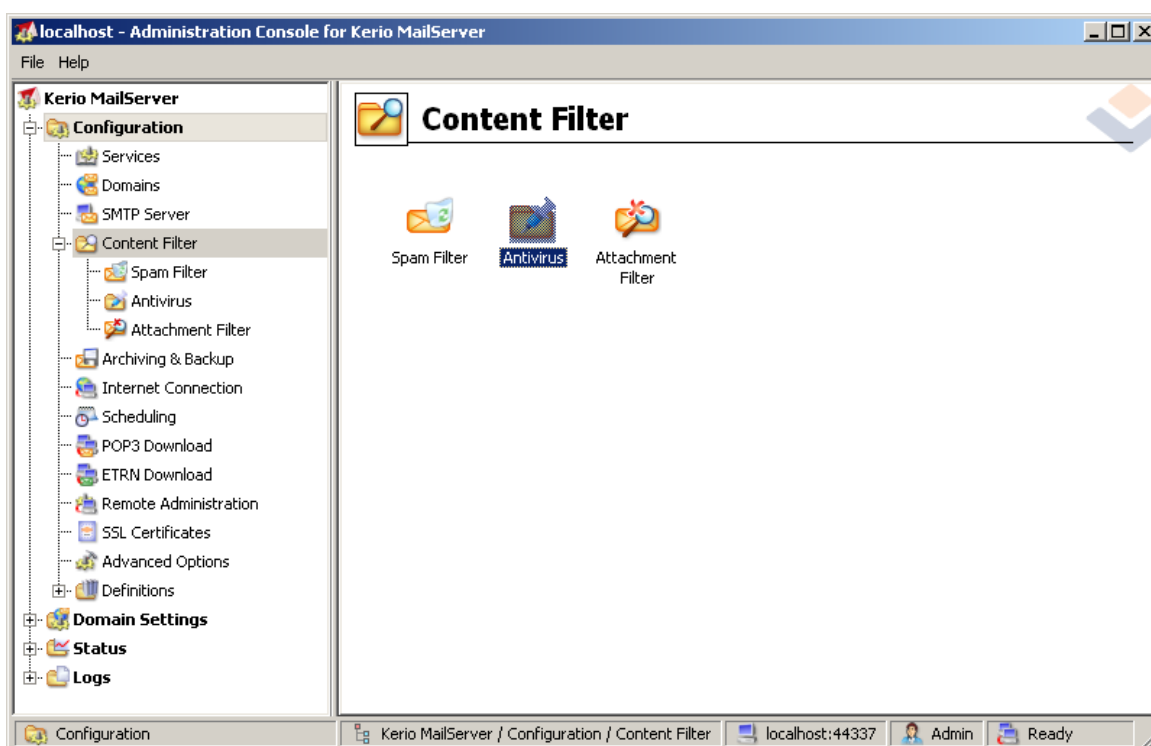 localhost - Administration Console for Kerio MailServer
File Help
Kerio MailServer
Configuration
Services
Domains
SMTP Server
Content Filter
Spam Filter
Antivirus
Attachment Filter
Archiving & Backup
Internet Connection
Scheduling
POP3 Download
ETRN Download
Remote Administration
SSL Certificates
Advanced Options
Definitions
Domain Settings
Status
Logs
Content Filter
Spam Filter Antivirus Attachment
Filter
Configuration Kerio MailServer / Configuration / Content Filter localhost:44337 Admin Ready